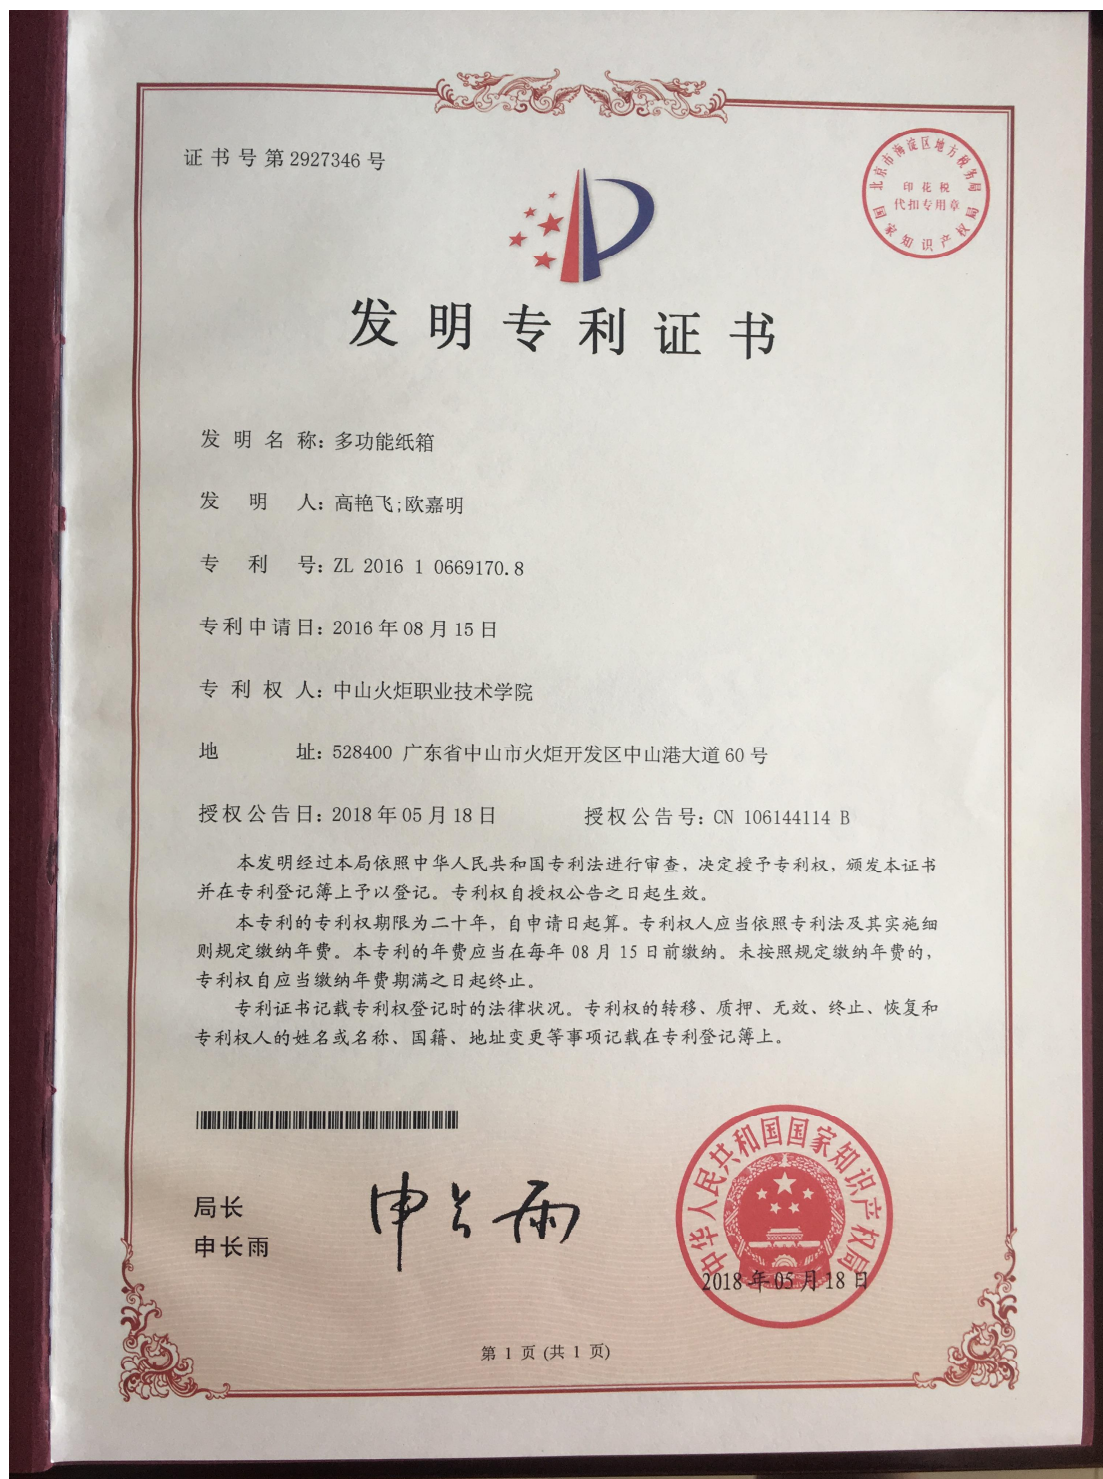 证书号第2927346号
北京市海淀区地方税务局
印花税
代扣专用章
国家知识产权局
发明专利证书
发明名称：多功能纸箱
发明人：高艳飞;欧嘉明
专利号：ZL 2016 1 0669170.8
专利申请日：2016年08月15日
专利权人：中山火炬职业技术学院
地址：528400 广东省中山市火炬开发区中山港大道60号
授权公告日：2018年05月18日 授权公告号：CN 106144114 B
本发明经过本局依照中华人民共和国专利法进行审查，决定授予专利权，颁发本证书
并在专利登记簿上予以登记。专利权自授权公告之日起生效。
本专利的专利权期限为二十年，自申请日起算。专利权人应当依照专利法及其实施细
则规定缴纳年费。本专利的年费应当在每年08月15日前缴纳。未按照规定缴纳年费的，
专利权自应当缴纳年费期满之日起终止。
专利证书记载专利权登记时的法律状况。专利权的转移、质押、无效、终止、恢复和
专利权人的姓名或名称、国籍、地址变更等事项记载在专利登记簿上。
局长
申长雨
申长雨
中华人民共和国国家知识产权局
2018年05月18日
第 1 页 (共 1 页)